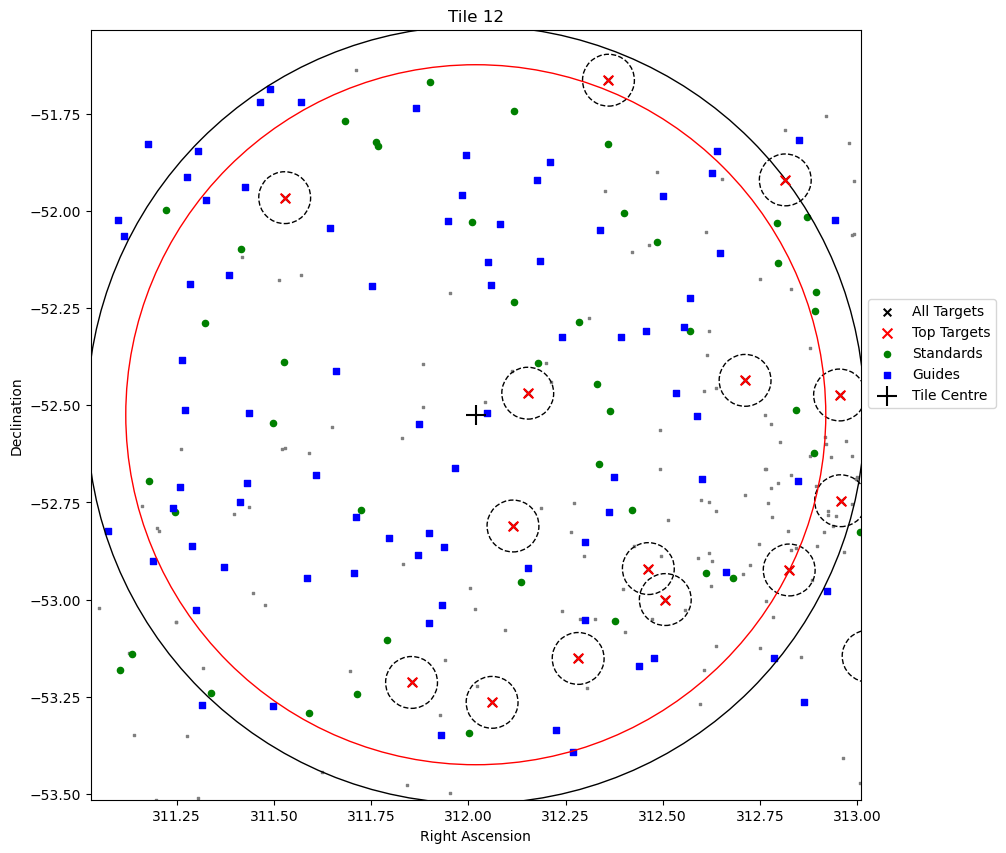 Tile 12
−51.75
−52.00
−52.25
−52.50
−52.75
−53.00
−53.25
−53.50
Declination
311.25
311.50
311.75
312.00
312.25
312.50
312.75
313.00
Right Ascension
All Targets
Top Targets
Standards
Guides
Tile Centre